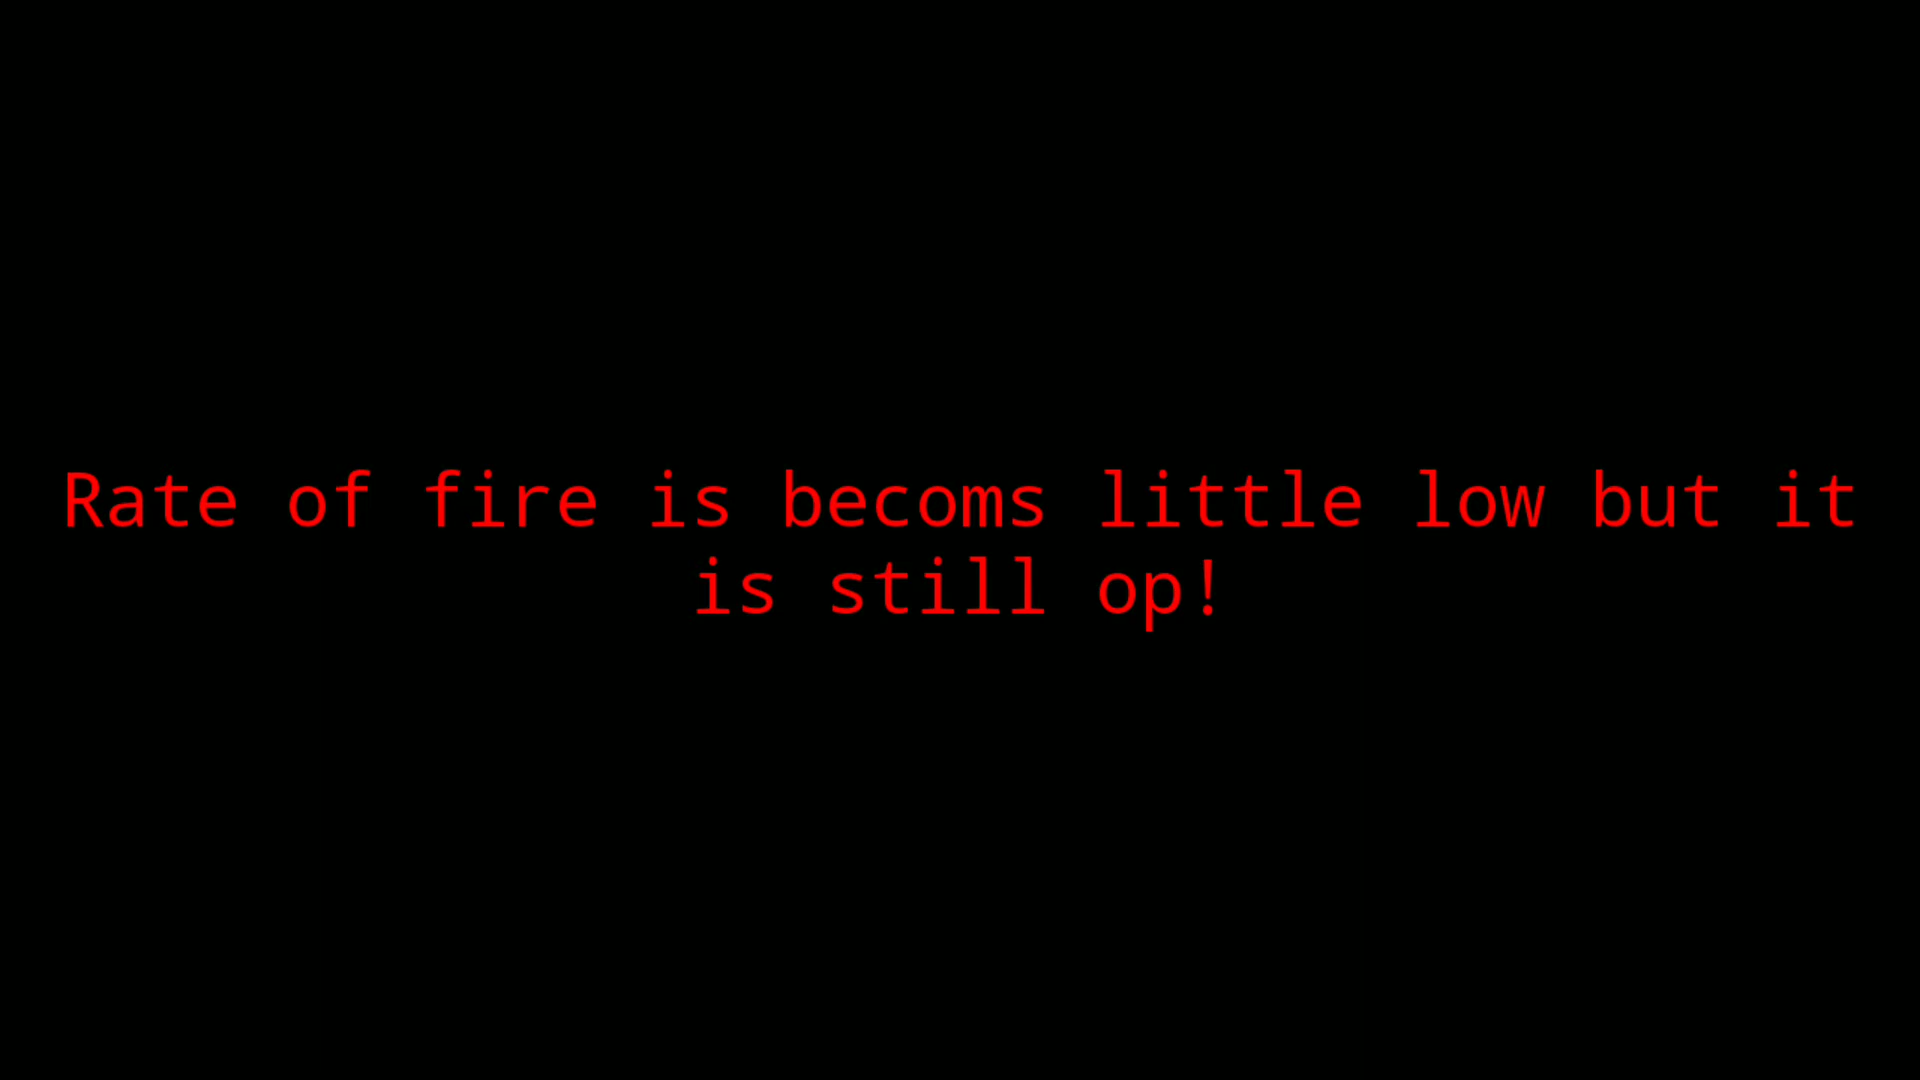 Rate of fire is becoms little low but it
is still op!